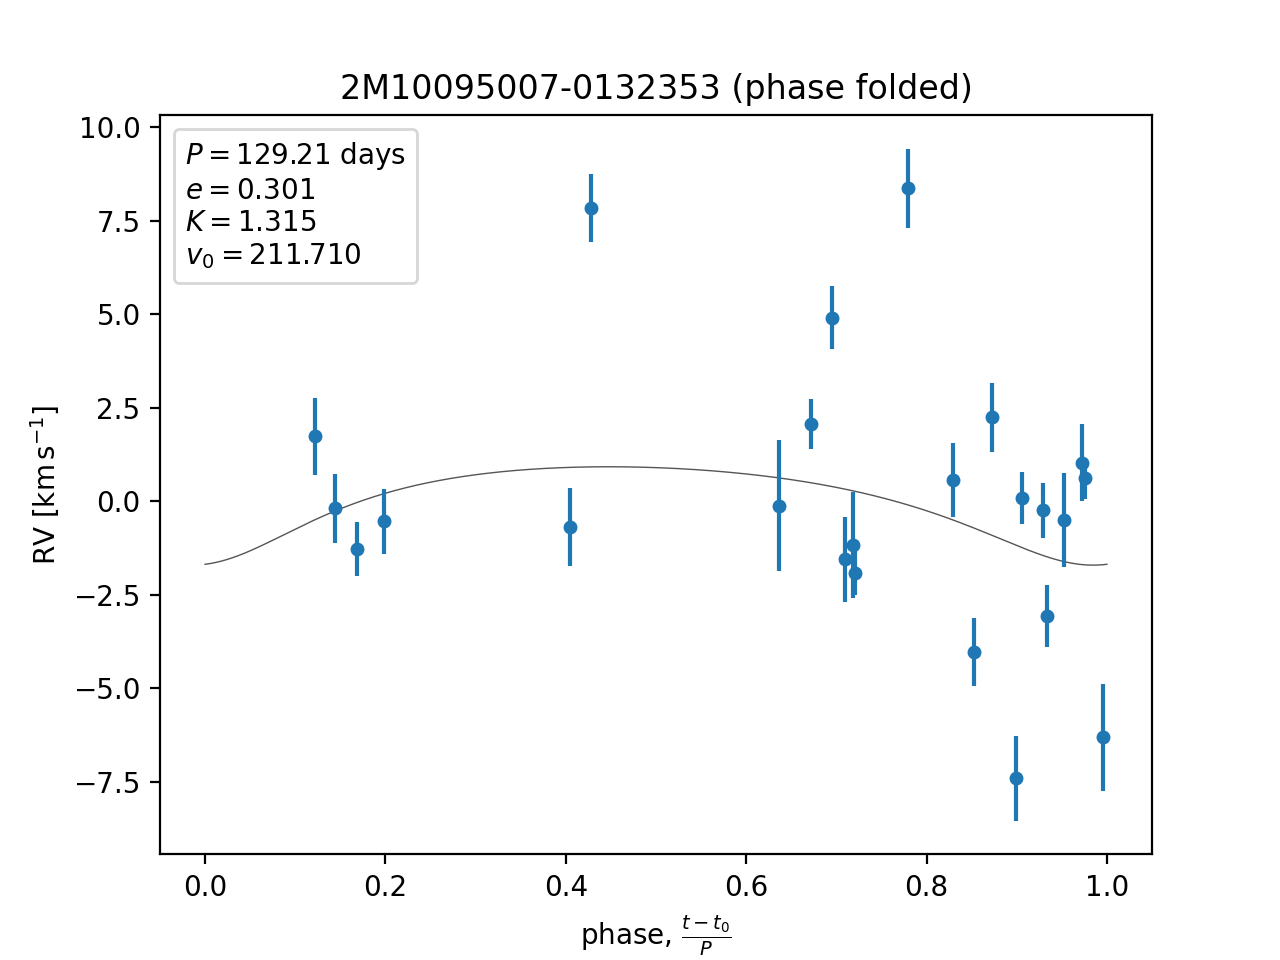 2M10095007-0132353 (phase folded)
P = 129.21 days
e = 0.301
K = 1.315
v₀ = 211.710
10.0
7.5
5.0
2.5
0.0
−2.5
−5.0
−7.5
RV [km s⁻¹]
0.0 0.2 0.4 0.6 0.8 1.0
phase, (t − t₀)/P